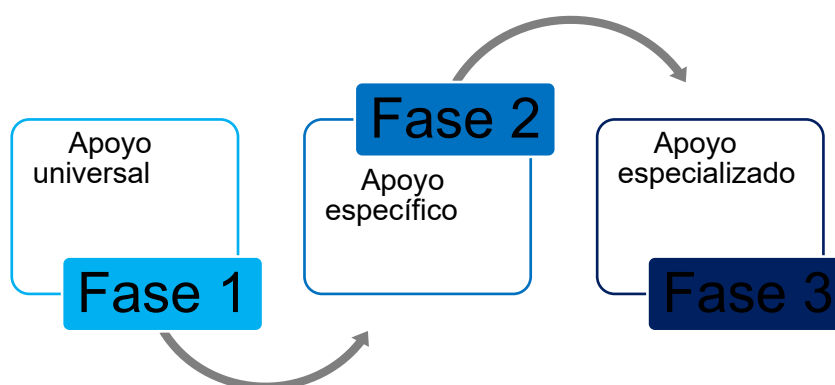 Apoyo
universal
Fase 1
Fase 2
Apoyo
específico
Apoyo
especializado
Fase 3